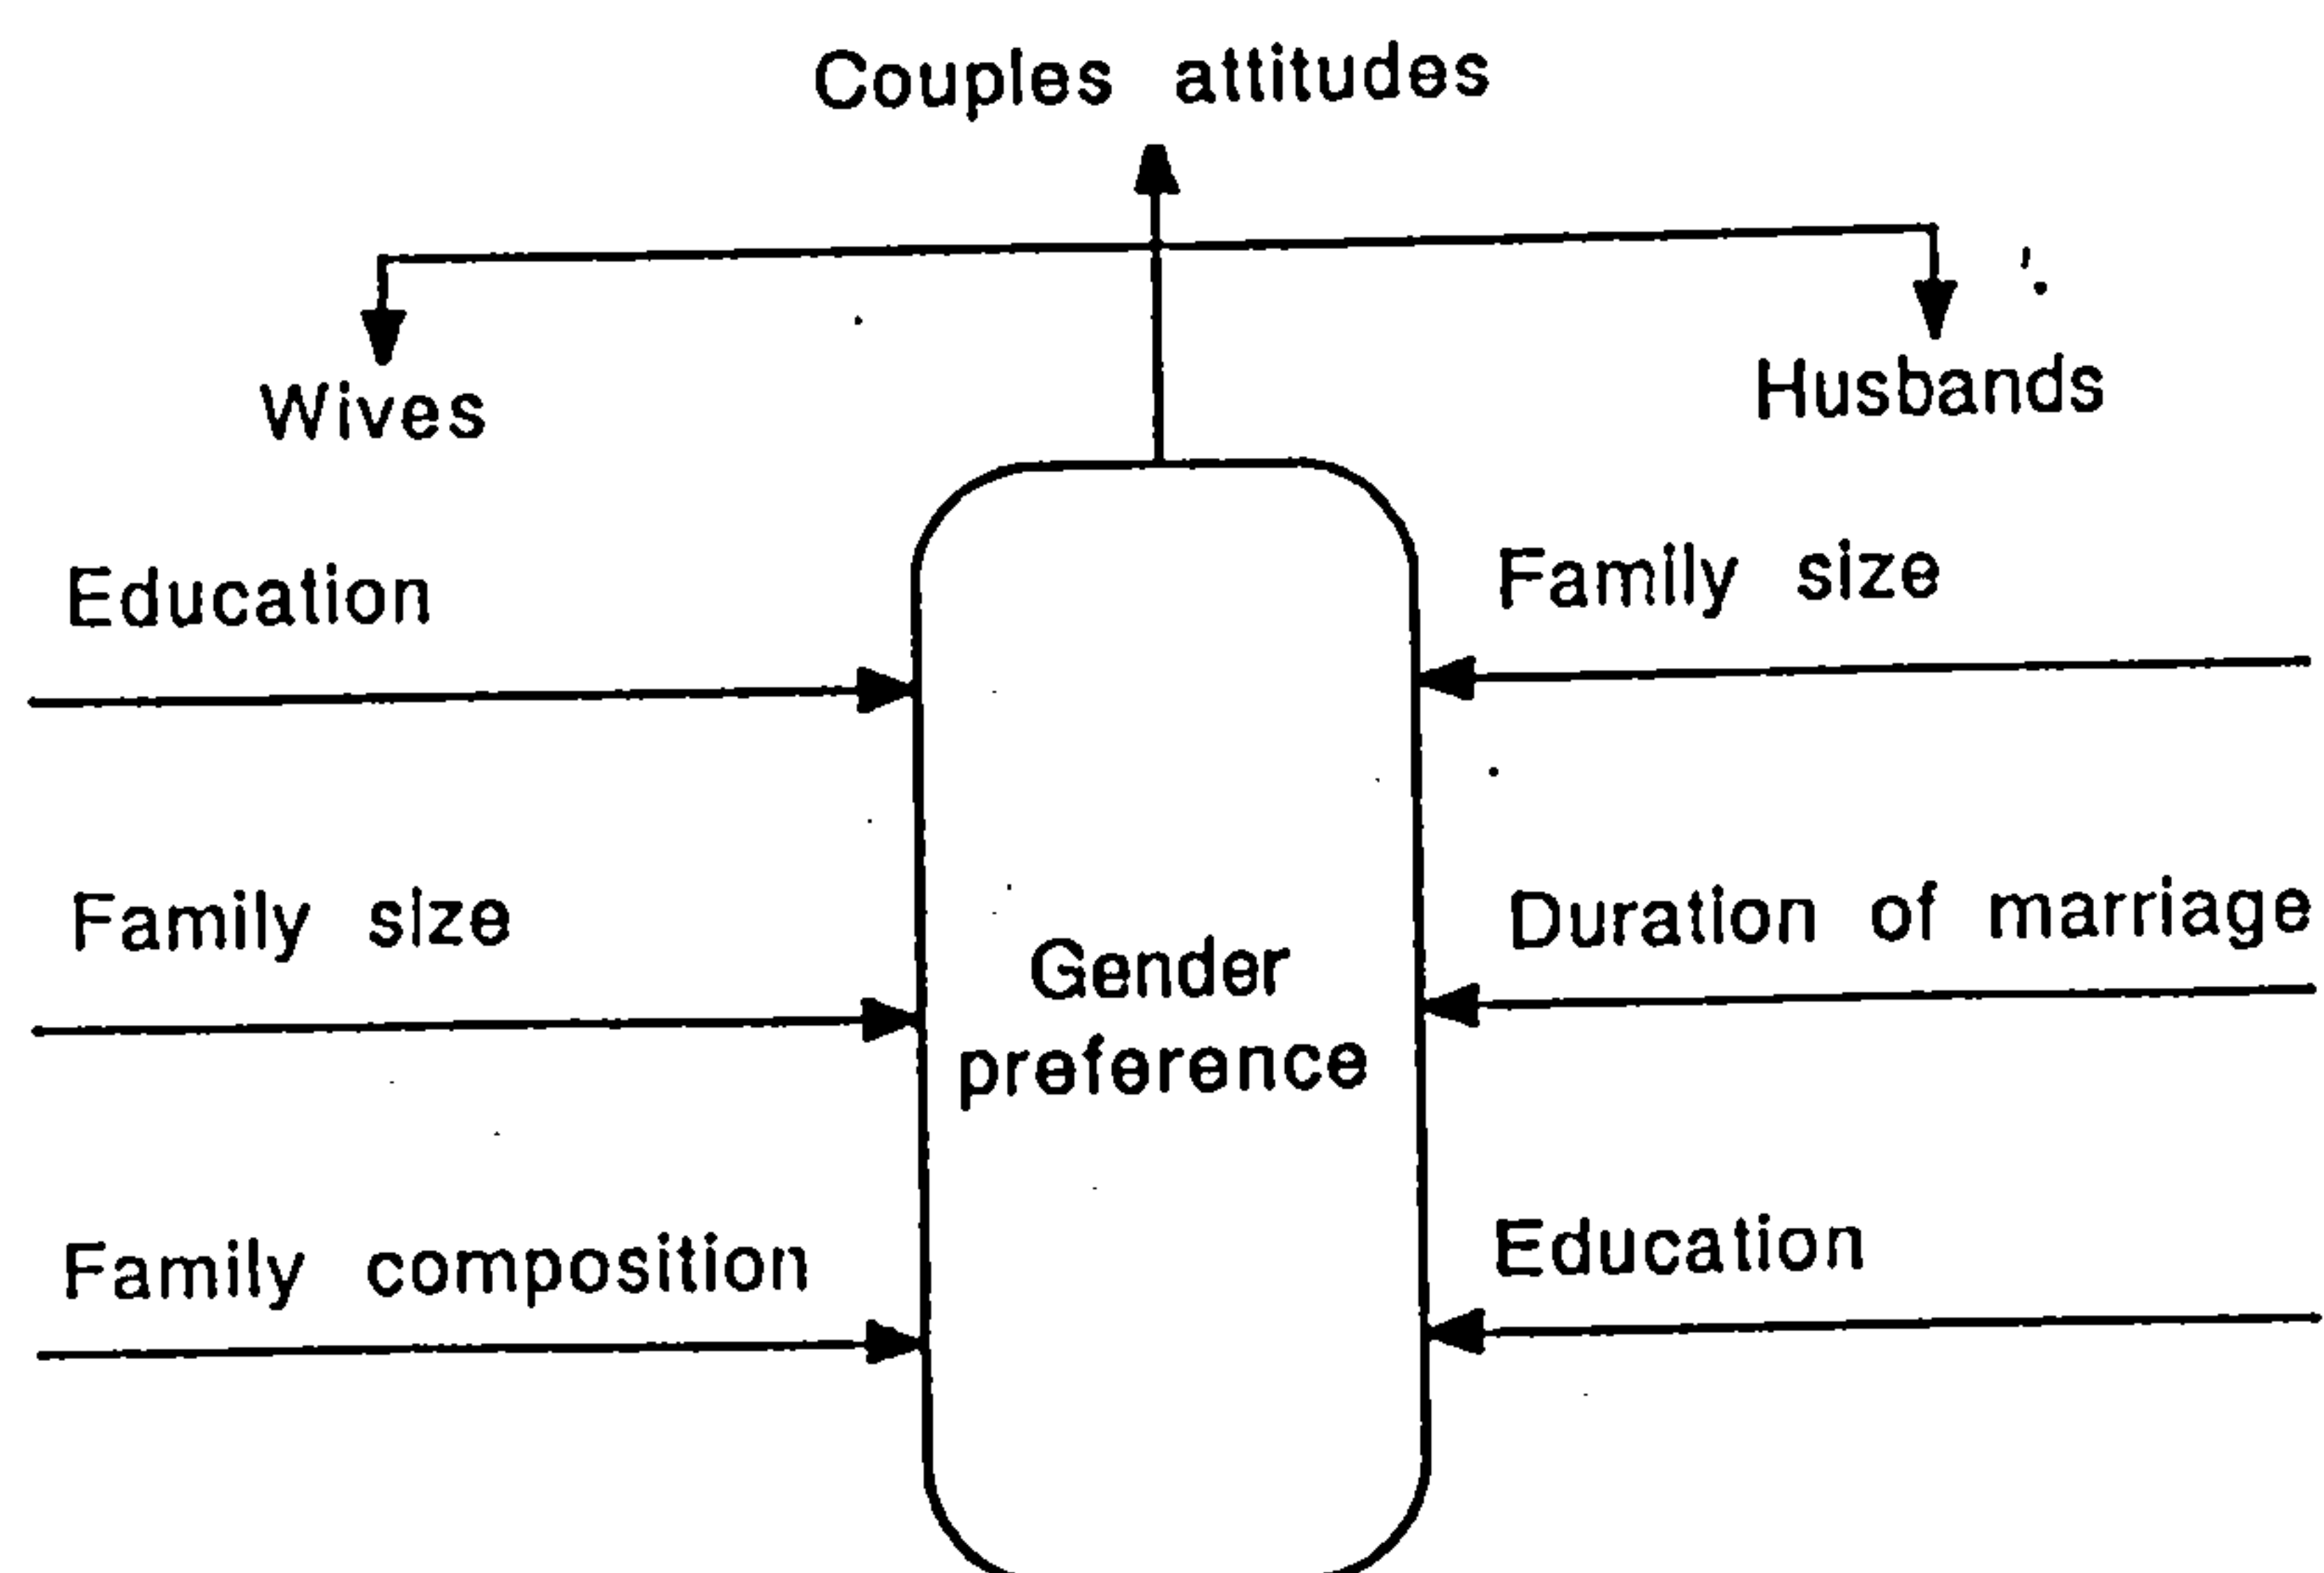 Couples attitudes
Wives
Husbands
Education
Family size
Family size
Duration of marriage
Gender
preference
Family composition
Education